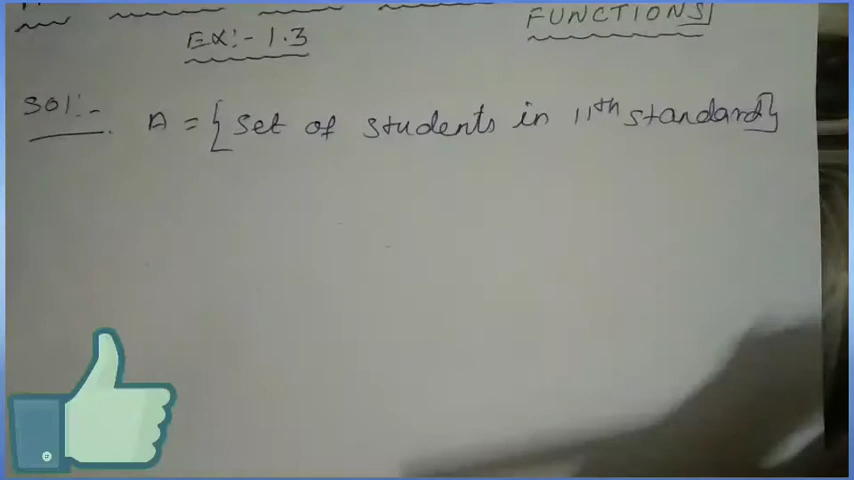 FUNCTIONS
EX:- 1.3
Sol:- A = {Set of students in 11th standard}